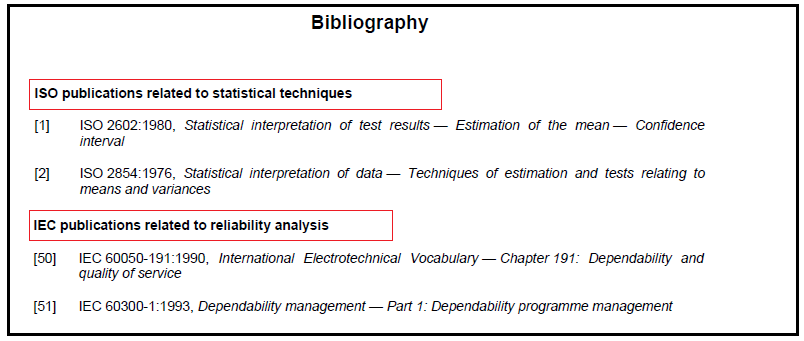 Bibliography
ISO publications related to statistical techniques
[1] ISO 2602:1980, Statistical interpretation of test results — Estimation of the mean — Confidence
interval
[2] ISO 2854:1976, Statistical interpretation of data — Techniques of estimation and tests relating to
means and variances
IEC publications related to reliability analysis
[50] IEC 60050-191:1990, International Electrotechnical Vocabulary — Chapter 191: Dependability and
quality of service
[51] IEC 60300-1:1993, Dependability management — Part 1: Dependability programme management